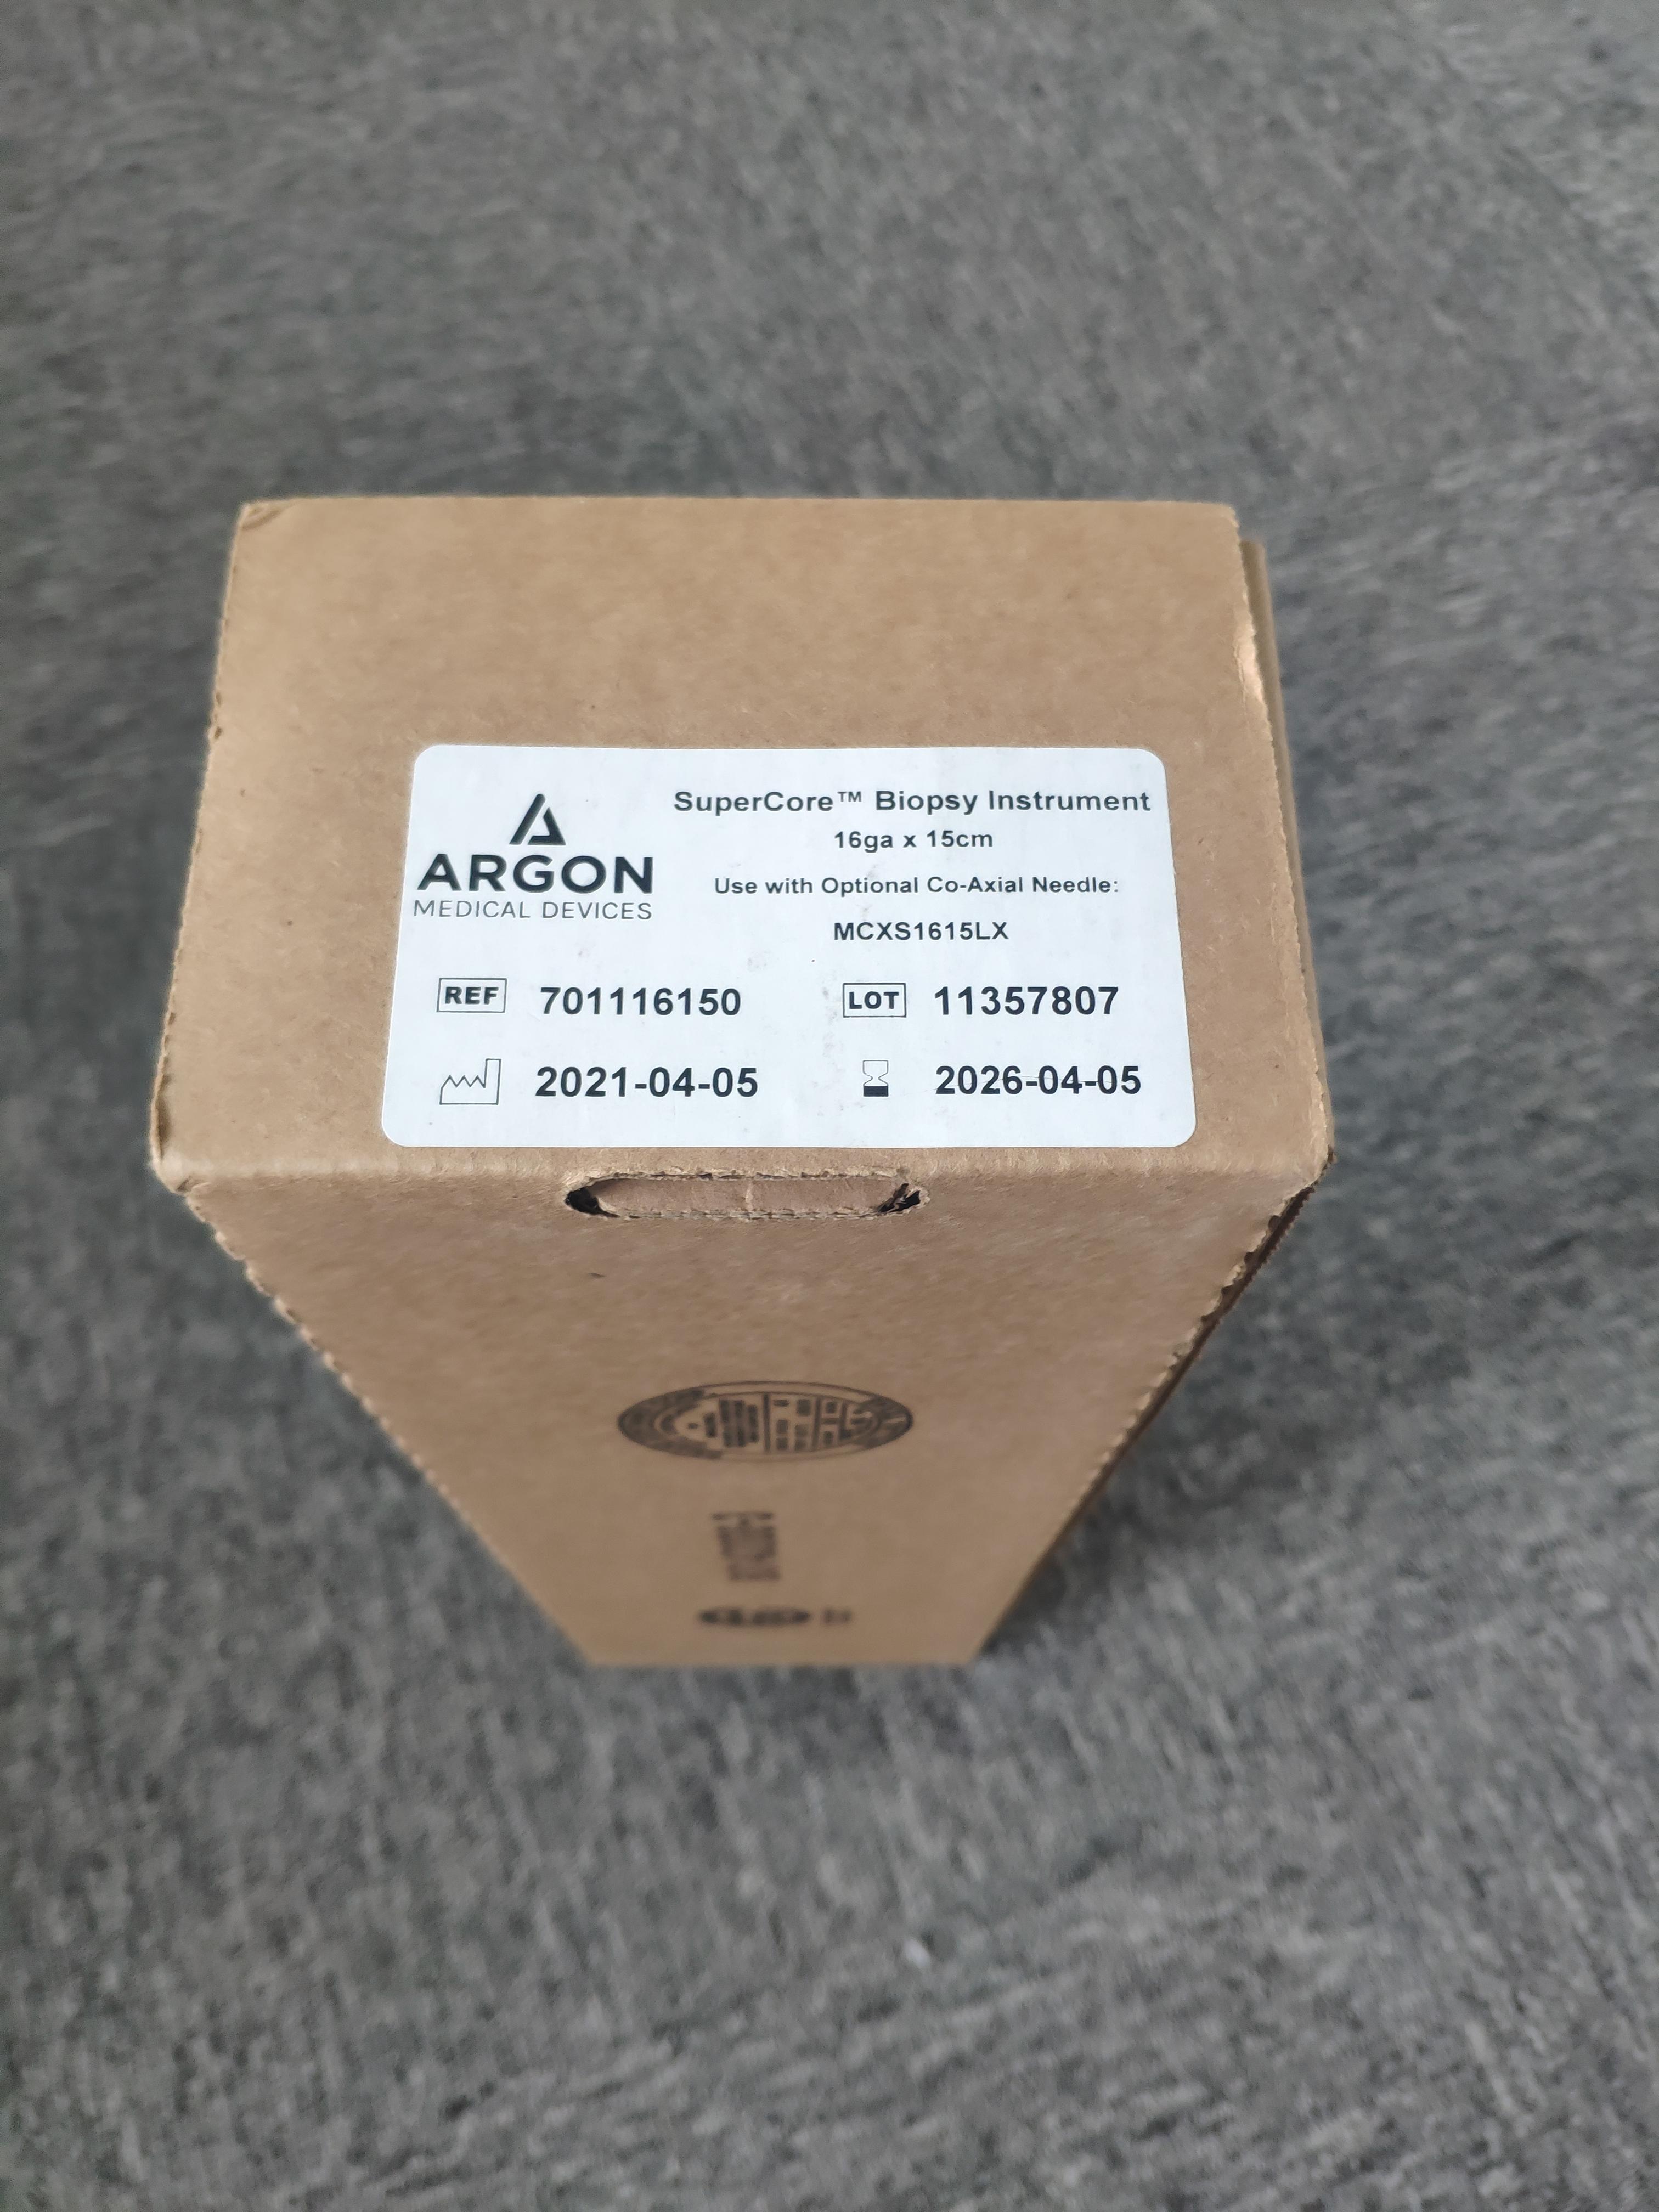 ARGON
MEDICAL DEVICES
SuperCore™ Biopsy Instrument
16ga x 15cm
Use with Optional Co-Axial Needle:
MCXS1615LX
REF 701116150
LOT 11357807
2021-04-05
2026-04-05